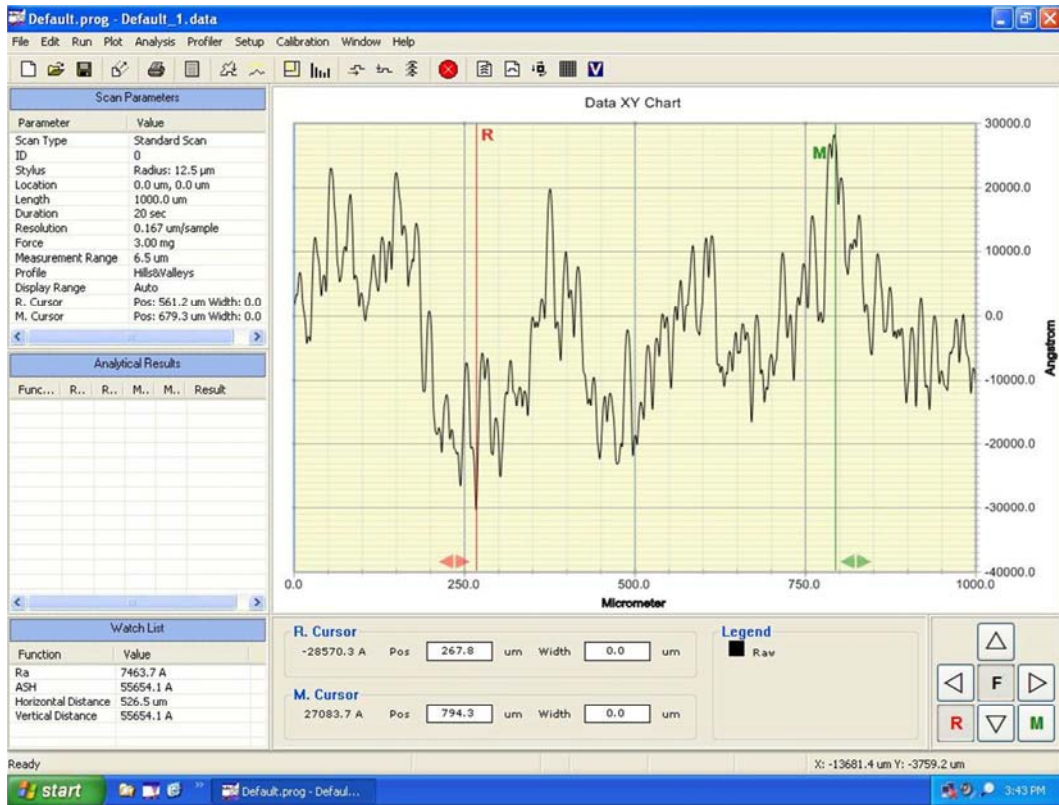 Default.prog - Default_1.data
File Edit Run Plot Analysis Profiler Setup Calibration Window Help
Scan Parameters
Parameter Value
Scan Type Standard Scan
ID 0
Stylus Radius: 12.5 µm
Location 0.0 um, 0.0 um
Length 1000.0 um
Duration 20 sec
Resolution 0.167 um/sample
Force 3.00 mg
Measurement Range 6.5 um
Profile Hills&Valleys
Display Range Auto
R. Cursor Pos: 561.2 um Width: 0.0
M. Cursor Pos: 679.3 um Width: 0.0
Analytical Results
Func... R.. R.. M.. M.. Result
Watch List
Function Value
Ra 7463.7 A
ASH 55654.1 A
Horizontal Distance 526.5 um
Vertical Distance 55654.1 A
Data XY Chart
R
M
30000.0
20000.0
10000.0
0.0
-10000.0
-20000.0
-30000.0
-40000.0
Angstrom
0.0 250.0 500.0 750.0 1000.0
Micrometer
R. Cursor
-28570.3 A Pos 267.8 um Width 0.0 um
M. Cursor
27083.7 A Pos 794.3 um Width 0.0 um
Legend
Raw
F
R M
Ready
X: -13681.4 um Y: -3759.2 um
start
Default.prog - Defaul...
3:43 PM